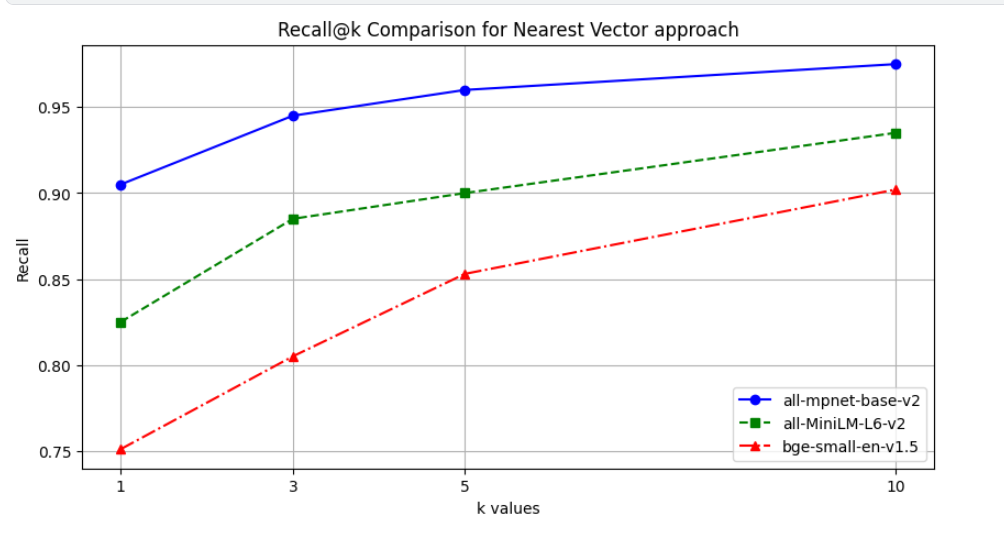 Recall@k Comparison for Nearest Vector approach
0.95
0.90
0.85
0.80
0.75
Recall
1 3 5 10
k values
all-mpnet-base-v2
all-MiniLM-L6-v2
bge-small-en-v1.5